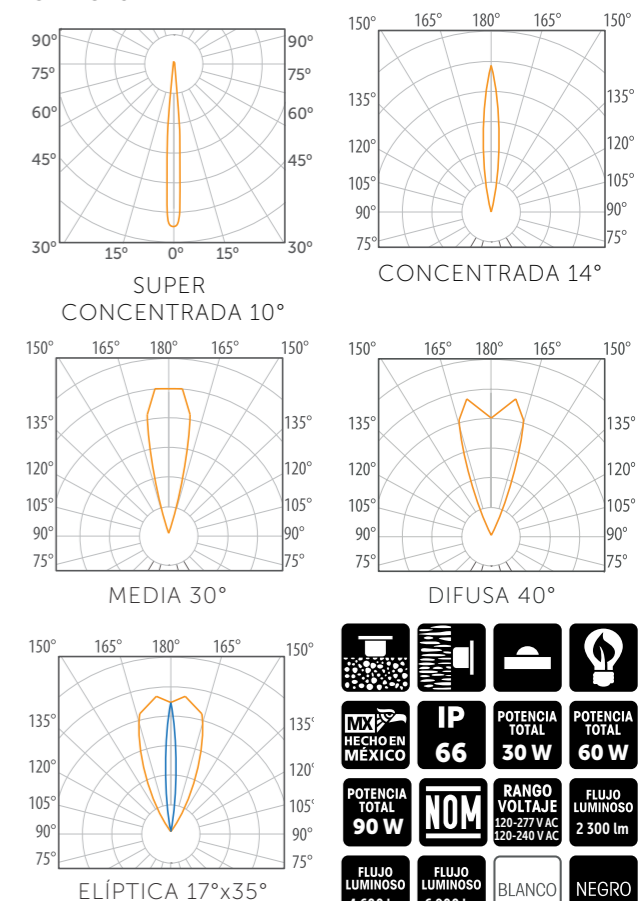 90° 90°
75° 75°
60° 60°
45° 45°
30° 15° 0° 15° 30°
SUPER
CONCENTRADA 10°
150° 165° 180° 165° 150°
135° 135°
120° 120°
105° 105°
90° 90°
75° 75°
CONCENTRADA 14°
150° 165° 180° 165° 150°
135° 135°
120° 120°
105° 105°
90° 90°
75° 75°
MEDIA 30°
150° 165° 180° 165° 150°
135° 135°
120° 120°
105° 105°
90° 90°
75° 75°
DIFUSA 40°
150° 165° 180° 165° 150°
135° 135°
120° 120°
105° 105°
90° 90°
75° 75°
ELÍPTICA 17°x35°
MX
HECHO EN
MÉXICO
IP
66
POTENCIA
TOTAL
30 W
POTENCIA
TOTAL
60 W
POTENCIA
TOTAL
90 W
NOM
RANGO
VOLTAJE
120-277 V AC
120-240 V AC
FLUJO
LUMINOSO
2 300 lm
FLUJO
LUMINOSO
FLUJO
LUMINOSO
BLANCO
NEGRO